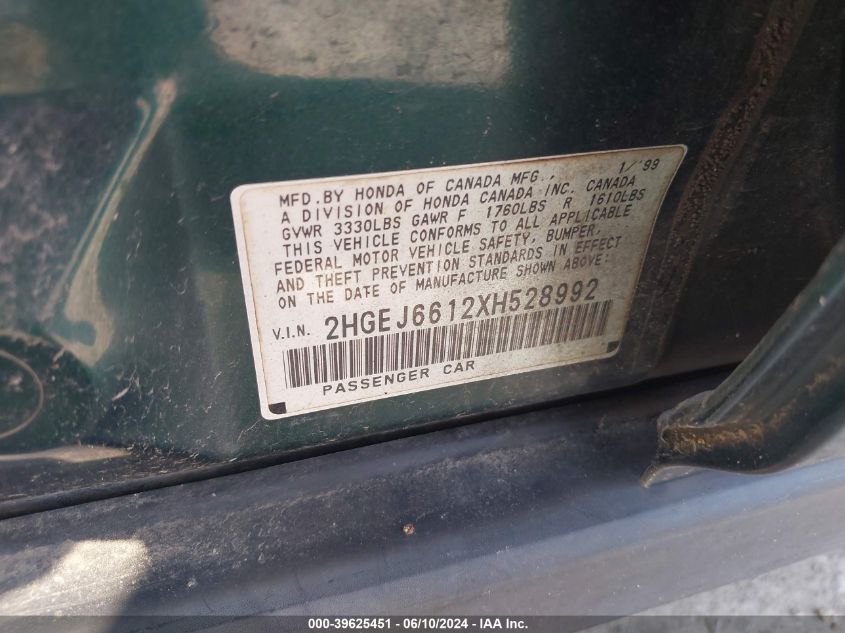 1/'99
MFD.BY HONDA OF CANADA MFG.,
A DIVISION OF HONDA CANADA INC. CANADA
GVWR 3330LBS GAWR F 1760LBS R 1610LBS
THIS VEHICLE CONFORMS TO ALL APPLICABLE
FEDERAL MOTOR VEHICLE SAFETY, BUMPER,
AND THEFT PREVENTION STANDARDS IN EFFECT
ON THE DATE OF MANUFACTURE SHOWN ABOVE:
V.I.N. 2HGEJ6612XH528992
PASSENGER CAR
000-39625451 - 06/10/2024 - IAA Inc.